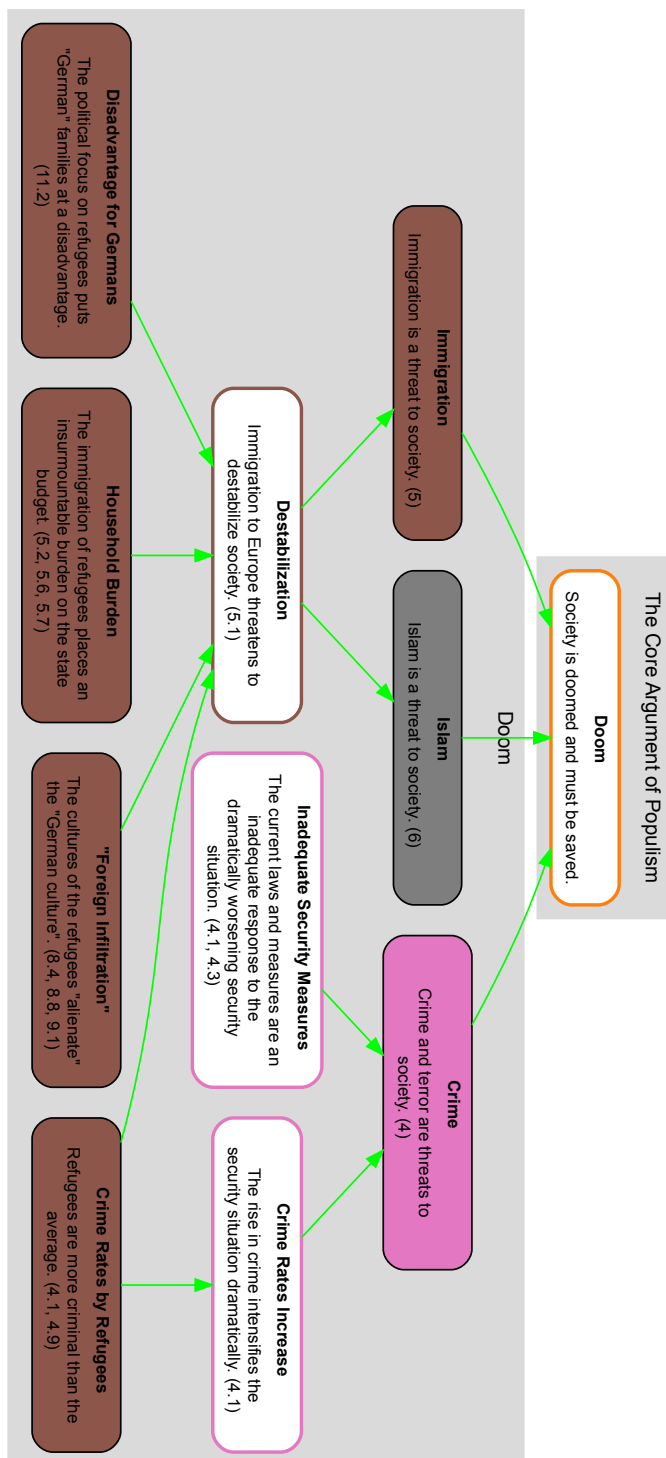 The Core Argument of Populism
Doom
Society is doomed and must be saved.
Doom
Immigration
Immigration is a threat to society. (5)
Islam
Islam is a threat to society. (6)
Crime
Crime and terror are threats to
society. (4)
Destabilization
Immigration to Europe threatens to
destabilize society. (5.1)
Inadequate Security Measures
The current laws and measures are an
inadequate response to the
dramatically worsening security
situation. (4.1, 4.3)
Crime Rates Increase
The rise in crime intensifies the
security situation dramatically. (4.1)
Disadvantage for Germans
The political focus on refugees puts
"German" families at a disadvantage.
(11.2)
Household Burden
The immigration of refugees places an
insurmountable burden on the state
budget. (5.2, 5.6, 5.7)
"Foreign Infiltration"
The cultures of the refugees "alienate"
the "German culture". (8.4, 8.8, 9.1)
Crime Rates by Refugees
Refugees are more criminal than the
average. (4.1, 4.9)